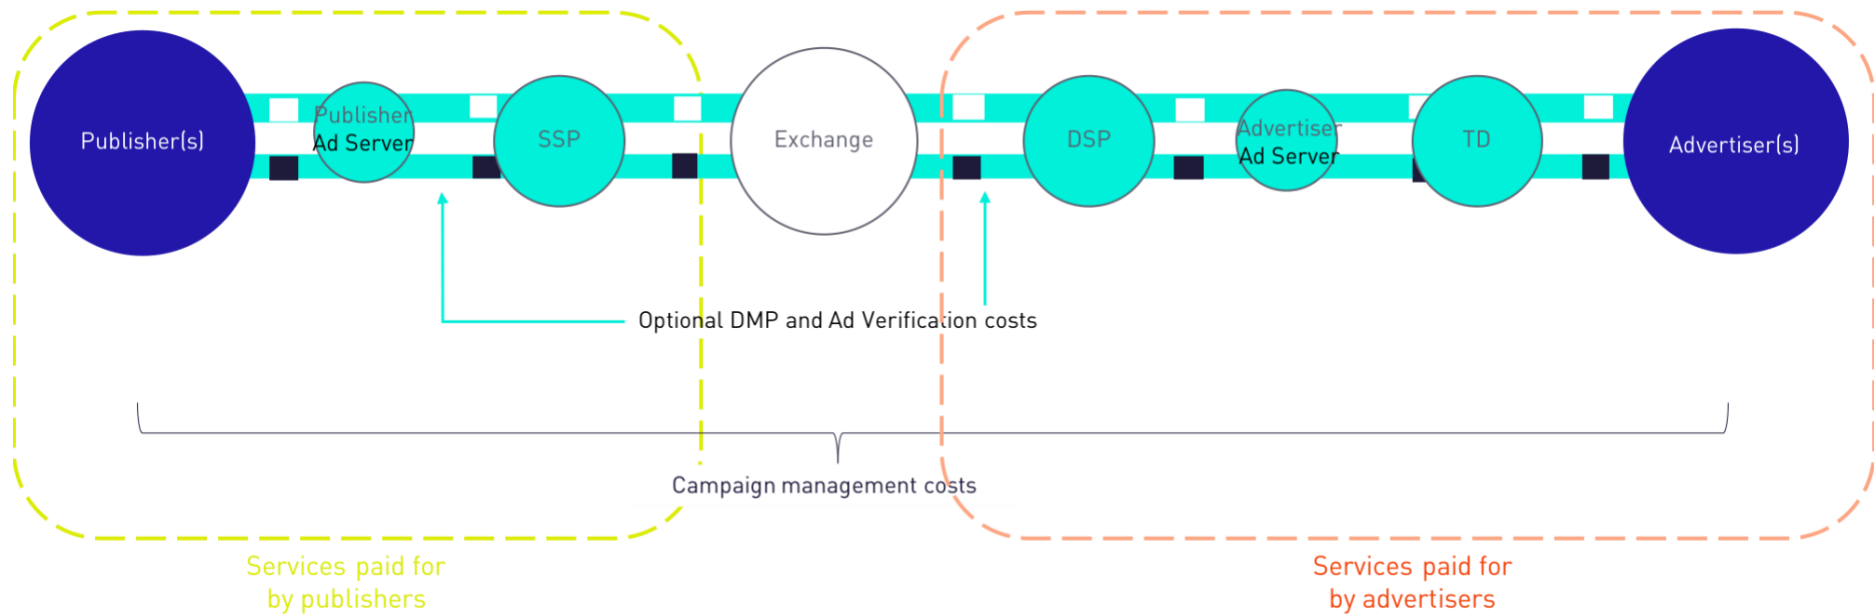 Publisher(s)
Publisher
Ad Server
SSP
Exchange
DSP
Advertiser
Ad Server
TD
Advertiser(s)
Optional DMP and Ad Verification costs
Campaign management costs
Services paid for
by publishers
Services paid for
by advertisers